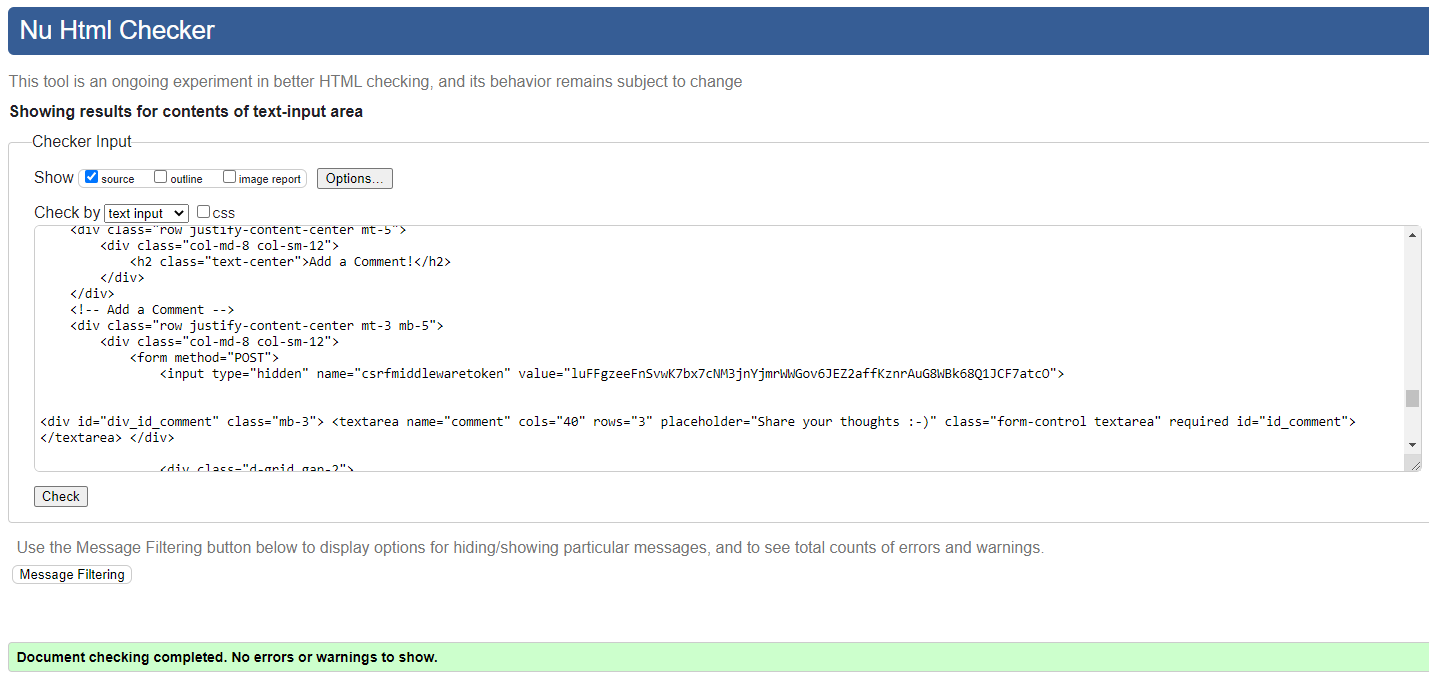 Nu Html Checker
This tool is an ongoing experiment in better HTML checking, and its behavior remains subject to change
Showing results for contents of text-input area
Checker Input
Show source outline image report Options...
Check by text input css
<div class="row justify-content-center mt-5">
<div class="col-md-8 col-sm-12">
<h2 class="text-center">Add a Comment!</h2>
</div>
</div>
<!-- Add a Comment -->
<div class="row justify-content-center mt-3 mb-5">
<div class="col-md-8 col-sm-12">
<form method="POST">
<input type="hidden" name="csrfmiddlewaretoken" value="luFFgzeeFnSvwK7bx7cNM3jnYjmrWWGov6JEZ2affKznrAuG8WBk68Q1JCF7atcO">
<div id="div_id_comment" class="mb-3"> <textarea name="comment" cols="40" rows="3" placeholder="Share your thoughts :-)" class="form-control textarea" required id="id_comment">
</textarea> </div>
<div class="d-grid gap-2">
Check
Use the Message Filtering button below to display options for hiding/showing particular messages, and to see total counts of errors and warnings.
Message Filtering
Document checking completed. No errors or warnings to show.